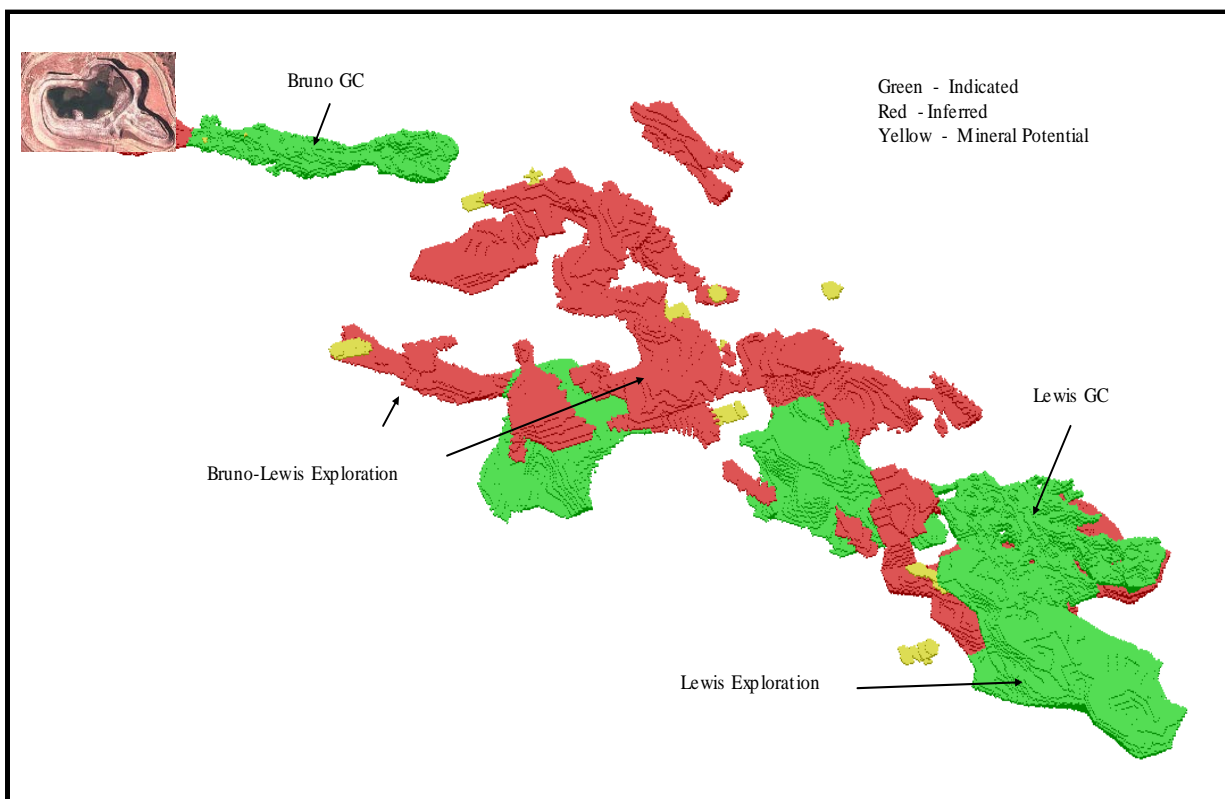 Bruno GC
Green - Indicated
Red - Inferred
Yellow - Mineral Potential
Lewis GC
Bruno-Lewis Exploration
Lewis Exploration